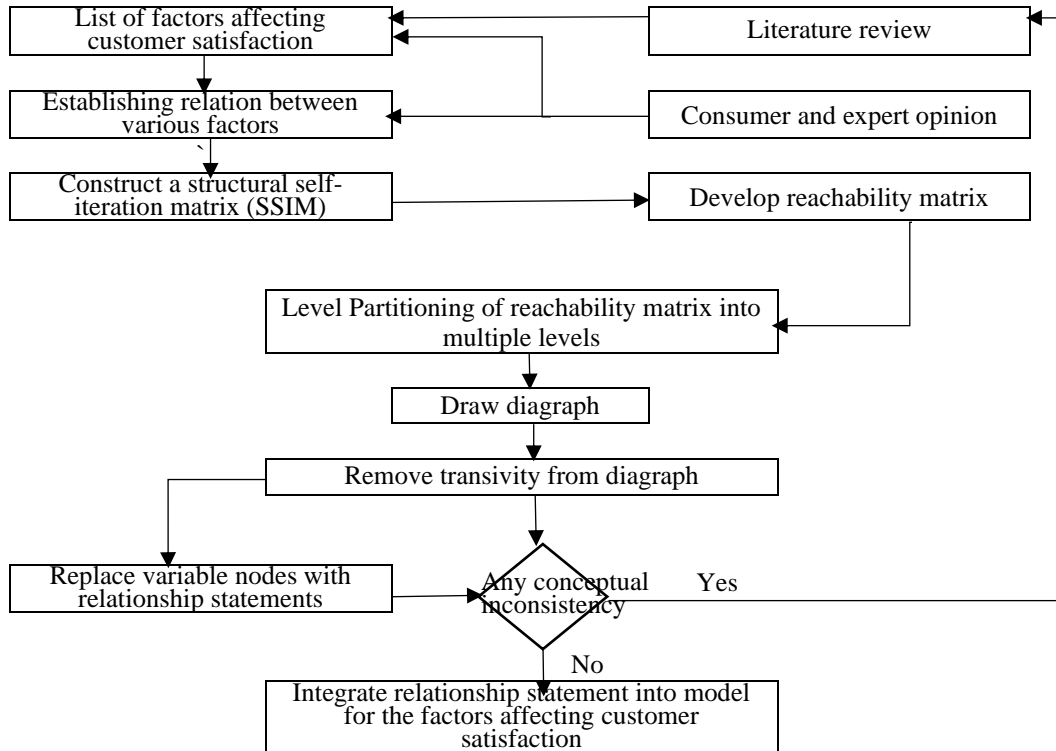 List of factors affecting
customer satisfaction
Literature review
Establishing relation between
various factors
Consumer and expert opinion
`
Construct a structural self-
iteration matrix (SSIM)
Develop reachability matrix
Level Partitioning of reachability matrix into
multiple levels
Draw diagraph
Remove transivity from diagraph
Replace variable nodes with
relationship statements
Any conceptual
inconsistency
Yes
No
Integrate relationship statement into model
for the factors affecting customer
satisfaction